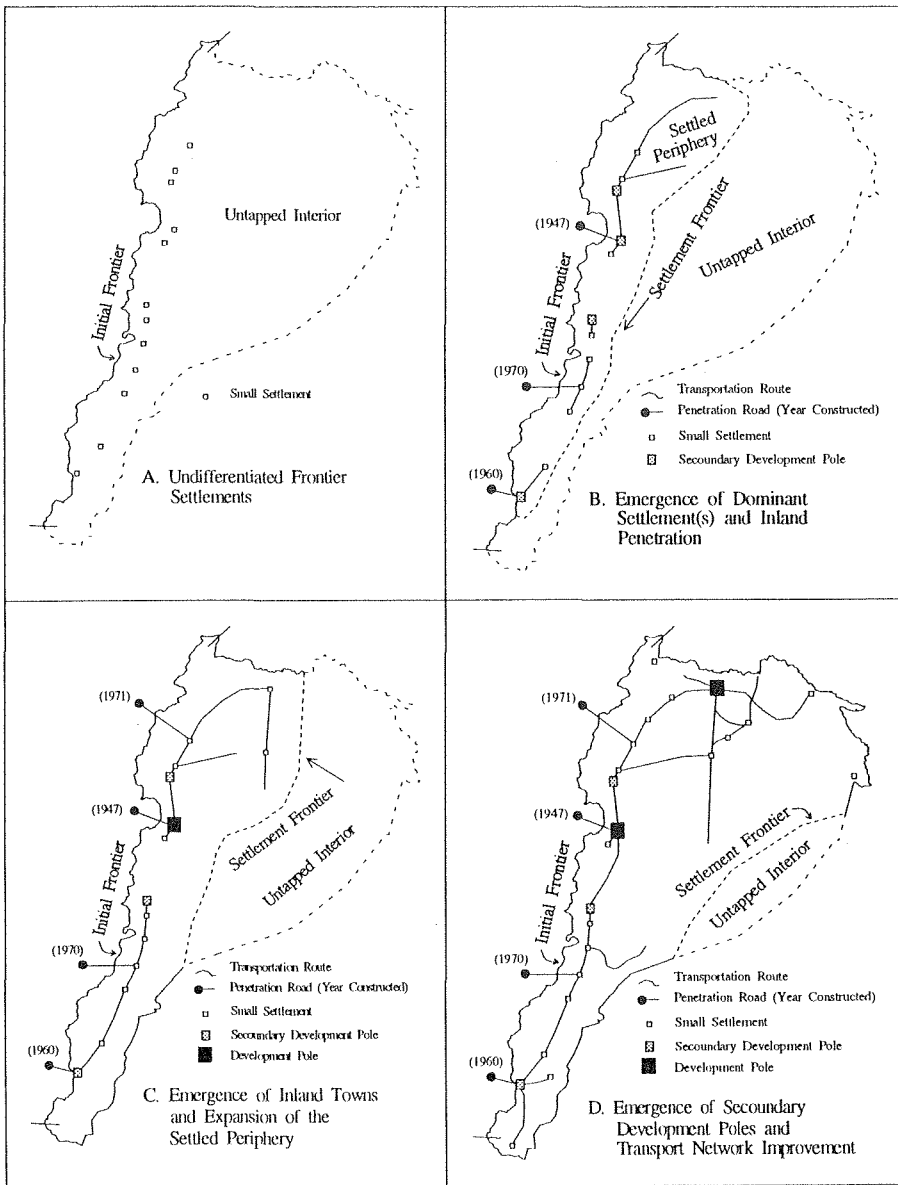 Untapped Interior
Initial Frontier
Small Settlement
A. Undifferentiated Frontier
Settlements
Settled
Periphery
(1947)
Settlement Frontier
Untapped Interior
Initial Frontier
(1970)
Transportation Route
Penetration Road (Year Constructed)
Small Settlement
Secoundary Development Pole
(1960)
B. Emergence of Dominant
Settlement(s) and Inland
Penetration
(1971)
(1947)
Settlement Frontier
Untapped Interior
Initial Frontier
(1970)
Transportation Route
Penetration Road (Year Constructed)
Small Settlement
Secoundary Development Pole
Development Pole
(1960)
C. Emergence of Inland Towns
and Expansion of the
Settled Periphery
(1971)
(1947)
Settlement Frontier
Untapped Interior
Initial Frontier
(1970)
Transportation Route
Penetration Road (Year Constructed)
Small Settlement
Secoundary Development Pole
Development Pole
(1960)
D. Emergence of Secoundary
Development Poles and
Transport Network Improvement